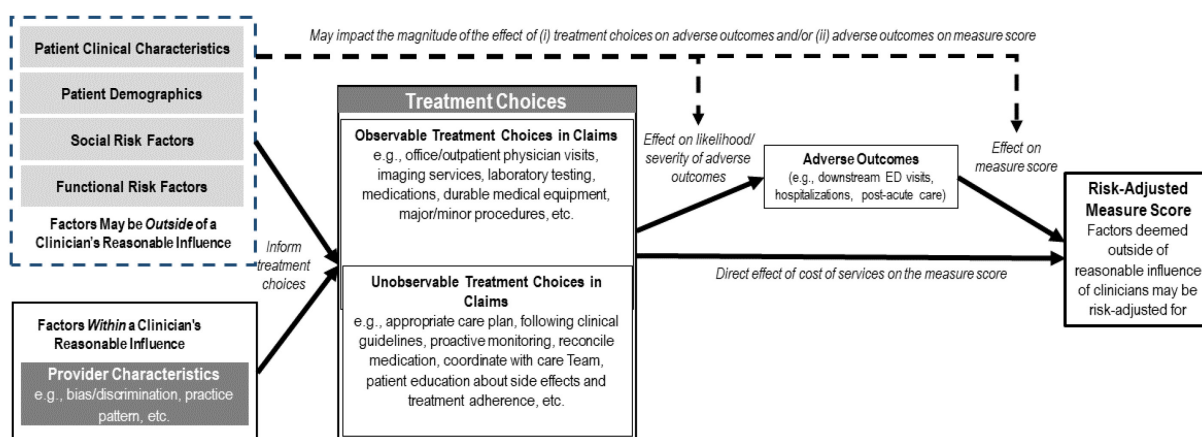 Patient Clinical Characteristics
Patient Demographics
Social Risk Factors
Functional Risk Factors
Factors May be Outside of a
Clinician's Reasonable Influence
Factors Within a Clinician's
Reasonable Influence
Provider Characteristics
e.g., bias/discrimination, practice
pattern, etc.
Inform
treatment
choices
May impact the magnitude of the effect of (i) treatment choices on adverse outcomes and/or (ii) adverse outcomes on measure score
Treatment Choices
Observable Treatment Choices in Claims
e.g., office/outpatient physician visits,
imaging services, laboratory testing,
medications, durable medical equipment,
major/minor procedures, etc.
Unobservable Treatment Choices in
Claims
e.g., appropriate care plan, following clinical
guidelines, proactive monitoring, reconcile
medication, coordinate with care Team,
patient education about side effects and
treatment adherence, etc.
Effect on likelihood/
severity of adverse
outcomes
Adverse Outcomes
(e.g., downstream ED visits,
hospitalizations, post-acute care)
Effect on
measure score
Direct effect of cost of services on the measure score
Risk-Adjusted
Measure Score
Factors deemed
outside of
reasonable influence
of clinicians may be
risk-adjusted for